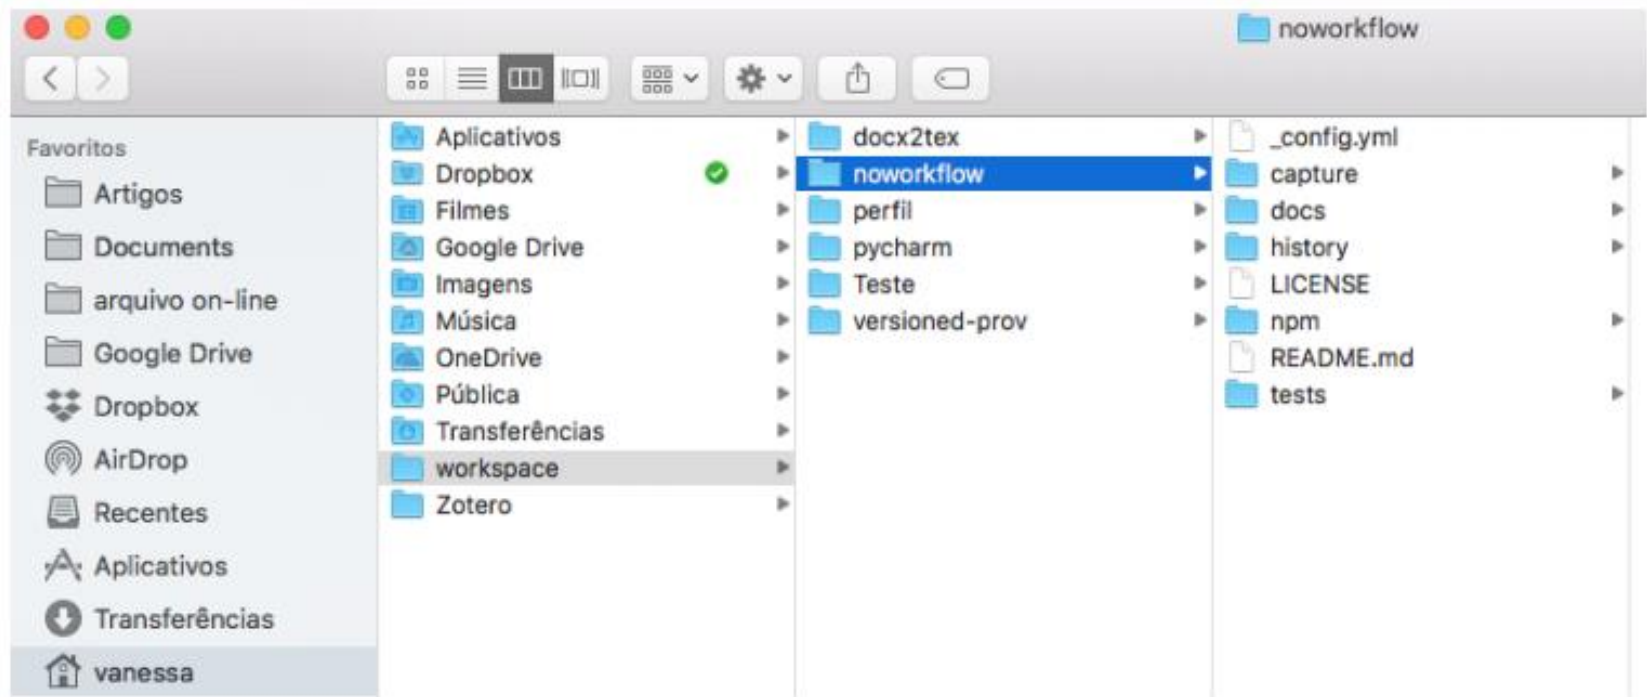 noworkflow
Favoritos
Artigos
Documents
arquivo on-line
Google Drive
Dropbox
AirDrop
Recentes
Aplicativos
Transferências
vanessa
Aplicativos
Dropbox
Filmes
Google Drive
Imagens
Música
OneDrive
Pública
Transferências
workspace
Zotero
docx2tex
noworkflow
perfil
pycharm
Teste
versioned-prov
_config.yml
capture
docs
history
LICENSE
npm
README.md
tests